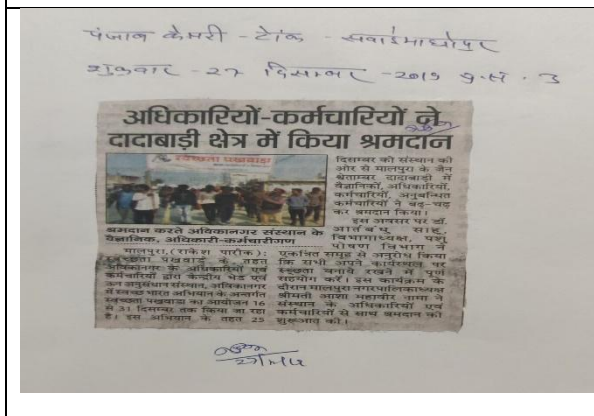 पंजाब केसरी - टोंक - सवाईमाधोपुर
शुक्रवार - 27 दिसम्बर - 2019 पृ.सं. 3
अधिकारियों-कर्मचारियों ने
दादाबाड़ी क्षेत्र में किया श्रमदान
स्वच्छता पखवाड़ा
श्रमदान करते अविकानगर संस्थान के
वैज्ञानिक, अधिकारी-कर्मचारीगण
मालपुरा, (राकेश पारीक):
स्वच्छता पखवाड़े के तहत
अविकानगर के अधिकारियों एवं
कर्मचारियों द्वारा केन्द्रीय भेड़ एवं
ऊन अनुसंधान संस्थान, अविकानगर
में स्वच्छ भारत अभियान के अन्तर्गत
स्वच्छता पखवाड़ा का आयोजन 16
से 31 दिसम्बर तक किया जा रहा
है। इस अभियान के तहत 25
दिसम्बर को संस्थान की
ओर से मालपुरा के जैन
श्वेताम्बर दादाबाड़ी में
वैज्ञानिकों, अधिकारियों,
कर्मचारियों, अनुबन्धित
कर्मचारियों ने बढ़-चढ़
कर श्रमदान किया।
इस अवसर पर डॉ.
आर्तबन्धु साहू,
विभागाध्यक्ष, पशु
पोषण विभाग ने
एकत्रित समूह से अनुरोध किया
कि सभी अपने कार्यस्थल पर
स्वच्छता बनाये रखने में पूर्ण
सहयोग करें। इस कार्यक्रम के
दौरान मालपुरा नगरपालिकाध्यक्ष
श्रीमती आशा महावीर नामा ने
संस्थान के अधिकारियों एवं
कर्मचारियों से साथ श्रमदान की
शुरूआत की।